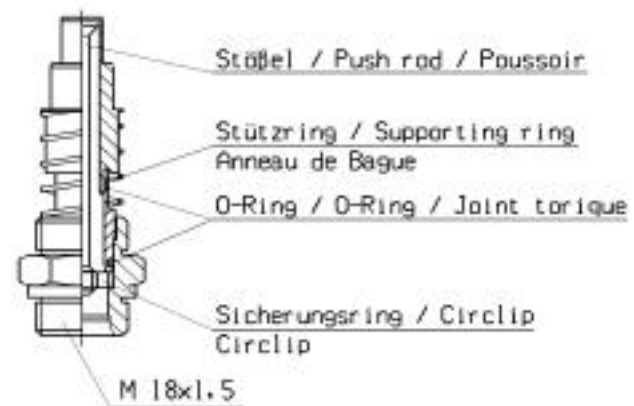 Stößel / Push rod / Poussoir
Stützring / Supporting ring
Anneau de Bague
O-Ring / O-Ring / Joint torique
Sicherungsring / Circlip
Circlip
M 18x1.5